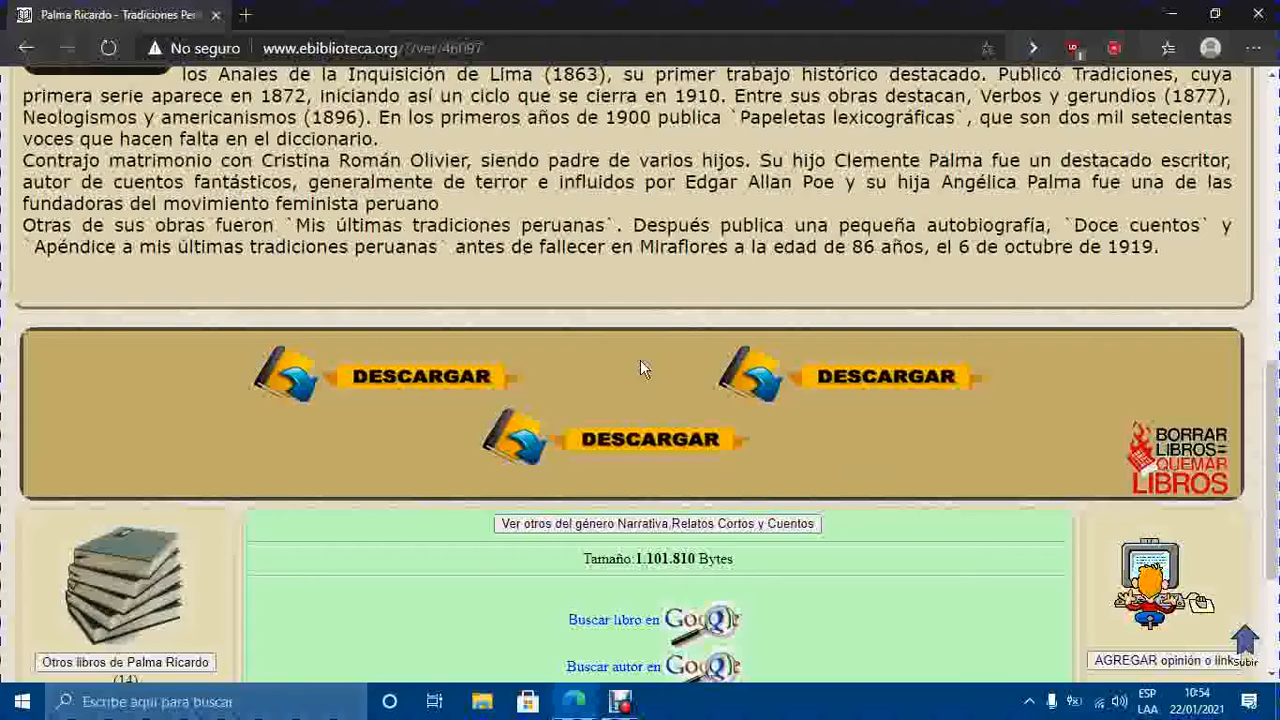 Palma Ricardo - Tradiciones Per
No seguro
www.ebiblioteca.org/?/ver/46097
los Anales de la Inquisición de Lima (1863), su primer trabajo histórico destacado. Publicó Tradiciones, cuya
primera serie aparece en 1872, iniciando así un ciclo que se cierra en 1910. Entre sus obras destacan, Verbos y gerundios (1877),
Neologismos y americanismos (1896). En los primeros años de 1900 publica `Papeletas lexicográficas`, que son dos mil setecientas
voces que hacen falta en el diccionario.
Contrajo matrimonio con Cristina Román Olivier, siendo padre de varios hijos. Su hijo Clemente Palma fue un destacado escritor,
autor de cuentos fantásticos, generalmente de terror e influidos por Edgar Allan Poe y su hija Angélica Palma fue una de las
fundadoras del movimiento feminista peruano
Otras de sus obras fueron `Mis últimas tradiciones peruanas`. Después publica una pequeña autobiografía, `Doce cuentos` y
`Apéndice a mis últimas tradiciones peruanas` antes de fallecer en Miraflores a la edad de 86 años, el 6 de octubre de 1919.
DESCARGAR
DESCARGAR
DESCARGAR
BORRAR
LIBROS=
QUEMAR
LIBROS
Ver otros del género Narrativa,Relatos Cortos y Cuentos
Tamaño:1.101.810 Bytes
Buscar libro en Google
Buscar autor en Google
Otros libros de Palma Ricardo
(14)
AGREGAR opinión o link
Subir
Escribe aquí para buscar
ESP
LAA
10:54
22/01/2021